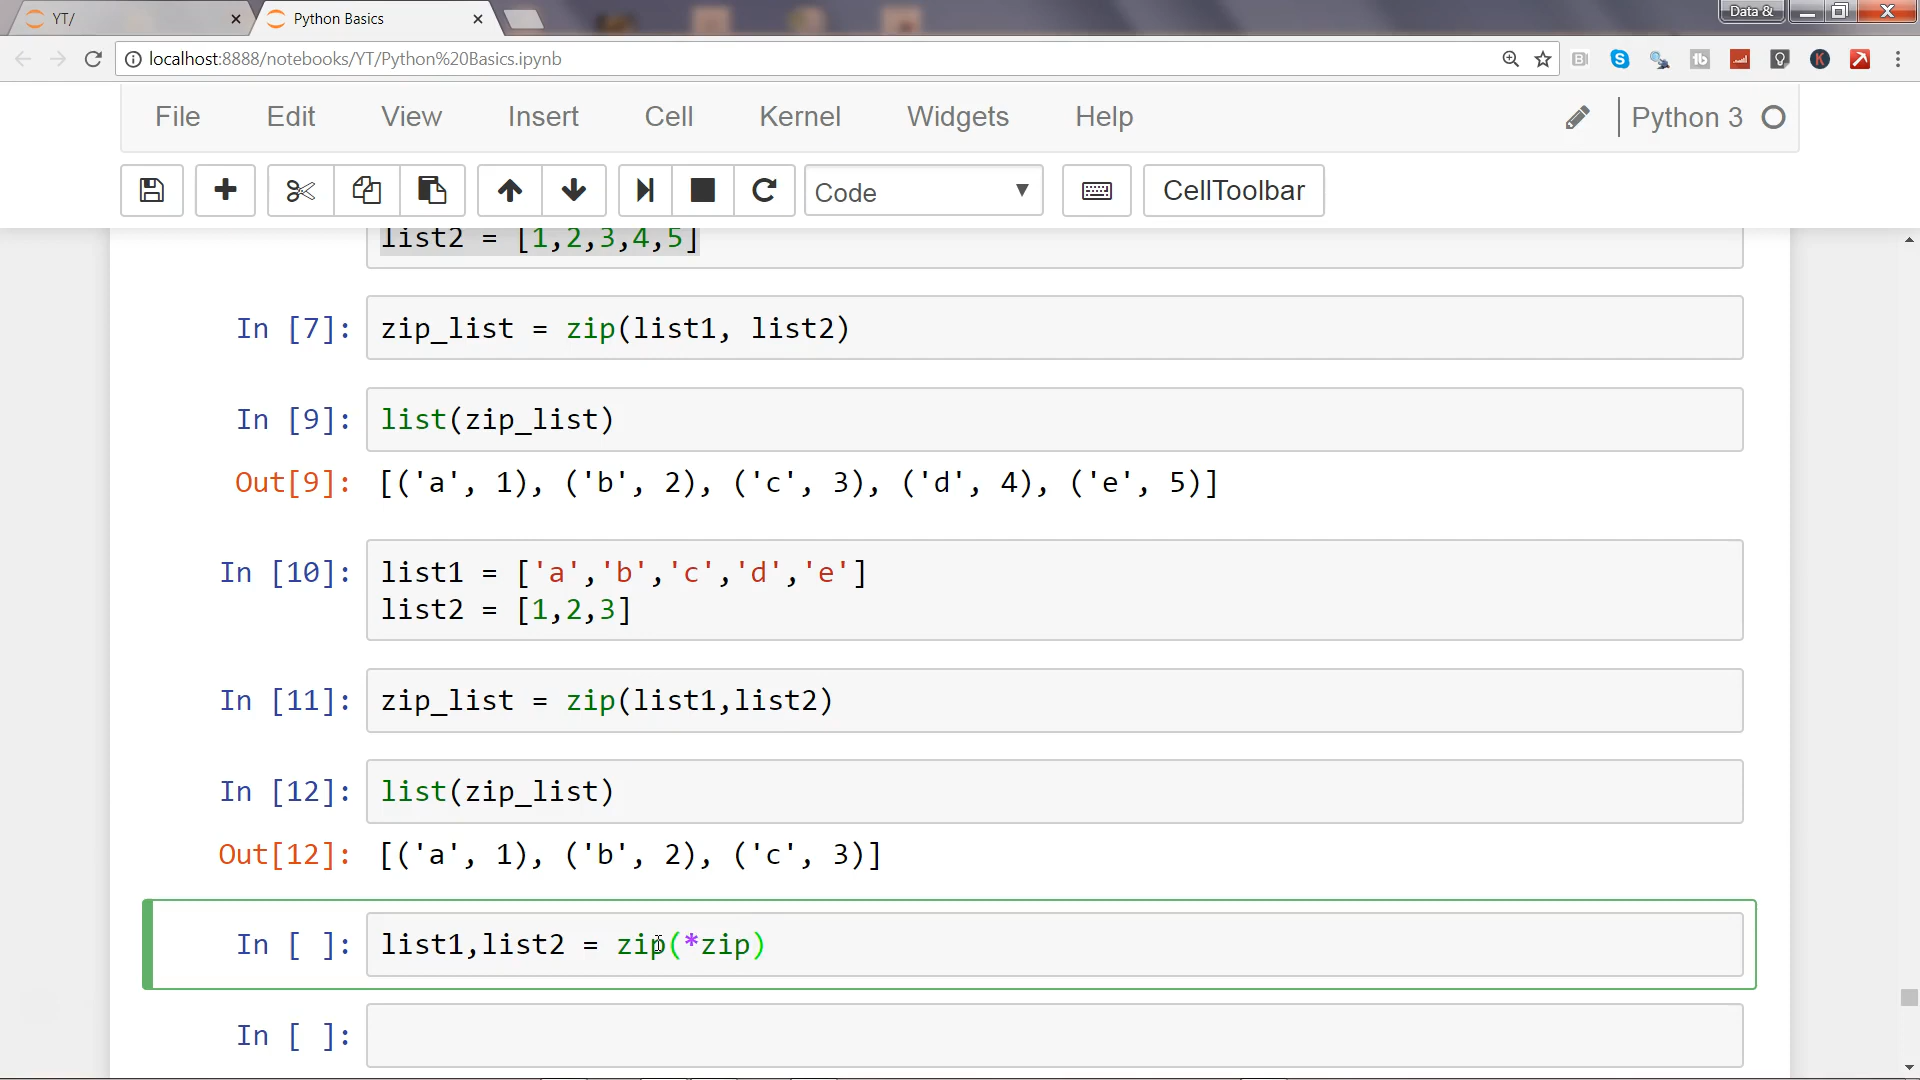 YT/
Python Basics
Data &
localhost:8888/notebooks/YT/Python%20Basics.ipynb
File Edit View Insert Cell Kernel Widgets Help
Python 3
Code
CellToolbar
list2 = [1,2,3,4,5]
In [7]: zip_list = zip(list1, list2)
In [9]: list(zip_list)
Out[9]: [('a', 1), ('b', 2), ('c', 3), ('d', 4), ('e', 5)]
In [10]: list1 = ['a','b','c','d','e']
list2 = [1,2,3]
In [11]: zip_list = zip(list1,list2)
In [12]: list(zip_list)
Out[12]: [('a', 1), ('b', 2), ('c', 3)]
In [ ]: list1,list2 = zip(*zip)
In [ ]: